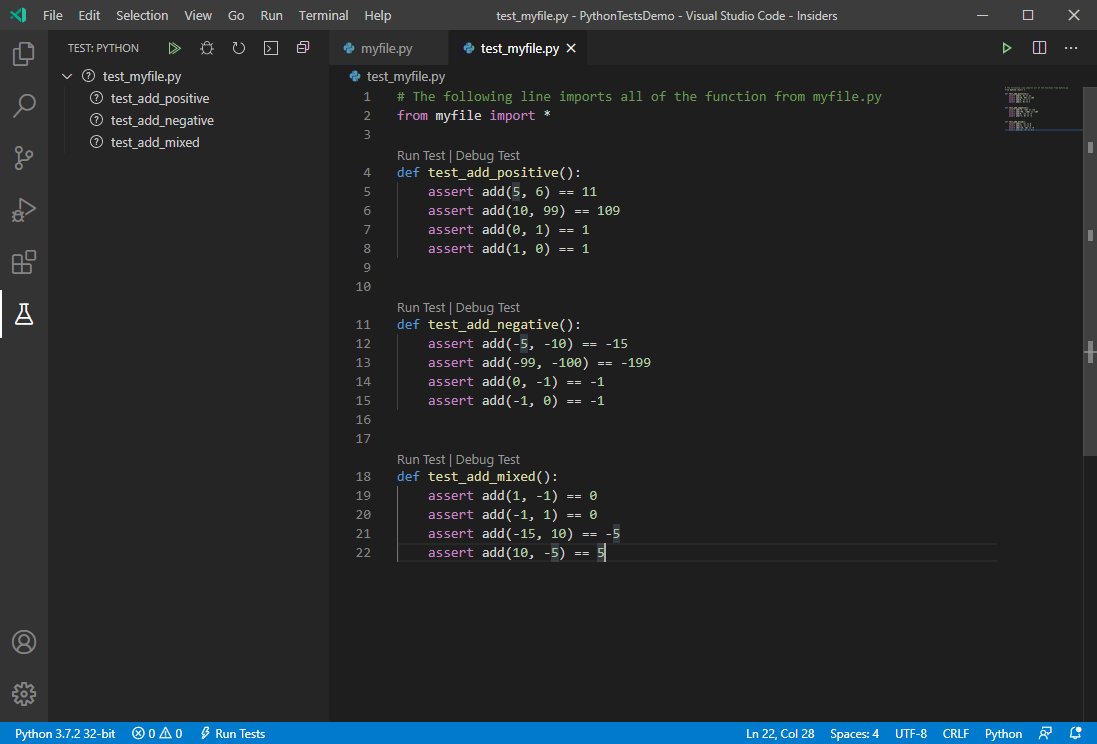 File Edit Selection View Go Run Terminal Help test_myfile.py - PythonTestsDemo - Visual Studio Code - Insiders
TEST: PYTHON
test_myfile.py
test_add_positive
test_add_negative
test_add_mixed
myfile.py test_myfile.py
test_myfile.py
1 # The following line imports all of the function from myfile.py
2 from myfile import *
3
Run Test | Debug Test
4 def test_add_positive():
5 assert add(5, 6) == 11
6 assert add(10, 99) == 109
7 assert add(0, 1) == 1
8 assert add(1, 0) == 1
9
10
Run Test | Debug Test
11 def test_add_negative():
12 assert add(-5, -10) == -15
13 assert add(-99, -100) == -199
14 assert add(0, -1) == -1
15 assert add(-1, 0) == -1
16
17
Run Test | Debug Test
18 def test_add_mixed():
19 assert add(1, -1) == 0
20 assert add(-1, 1) == 0
21 assert add(-15, 10) == -5
22 assert add(10, -5) == 5
Python 3.7.2 32-bit 0 0 Run Tests Ln 22, Col 28 Spaces: 4 UTF-8 CRLF Python